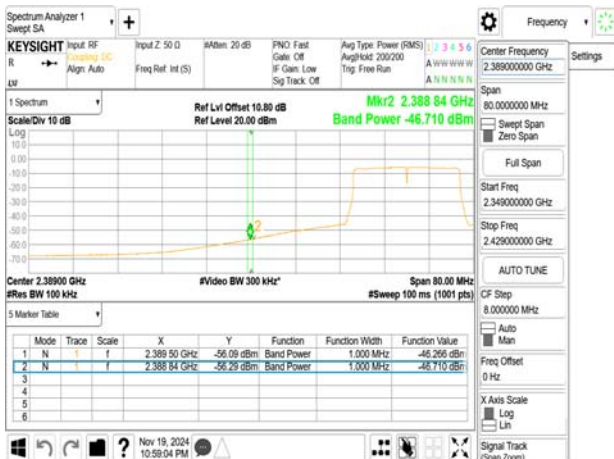 Spectrum Analyzer 1
Swept SA
Frequency
KEYSIGHT
R
Input: RF
Coupling: DC
Align: Auto
Input Z: 50 Ω
Freq Ref: Int (S)
#Atten: 20 dB
PNO: Fast
Gate: Off
IF Gain: Low
Sig Track: Off
Avg Type: Power (RMS)
Avg|Hold: 200/200
Trig: Free Run
1 2 3 4 5 6
A W W W W W
A N N N N N
1 Spectrum
Scale/Div 10 dB
Ref Lvl Offset 10.80 dB
Ref Level 20.00 dBm
Mkr2 2.388 84 GHz
Band Power -46.710 dBm
Log
10.0
0.00
-10.0
-20.0
-30.0
-40.0
-50.0
-60.0
-70.0
2
Center 2.38900 GHz
#Res BW 100 kHz
#Video BW 300 kHz*
Span 80.00 MHz
#Sweep 100 ms (1001 pts)
5 Marker Table
Mode Trace Scale X Y Function Function Width Function Value
1 N 1 f 2.389 50 GHz -56.09 dBm Band Power 1.000 MHz -46.266 dBm
2 N 1 f 2.388 84 GHz -56.29 dBm Band Power 1.000 MHz -46.710 dBm
3
4
5
6
Nov 19, 2024
10:59:04 PM
Center Frequency
2.389000000 GHz
Settings
Span
80.0000000 MHz
Swept Span
Zero Span
Full Span
Start Freq
2.349000000 GHz
Stop Freq
2.429000000 GHz
AUTO TUNE
CF Step
8.000000 MHz
Auto
Man
Freq Offset
0 Hz
X Axis Scale
Log
Lin
Signal Track
(Span Zoom)